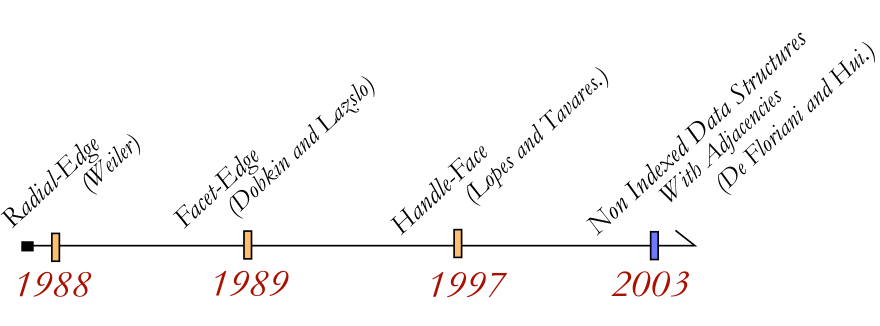 Radial-Edge
(Weiler)
Facet-Edge
(Dobkin and Lazslo)
Handle-Face
(Lopes and Tavares.)
Non Indexed Data Structures
With Adjacencies
(De Floriani and Hui.)
1988
1989
1997
2003